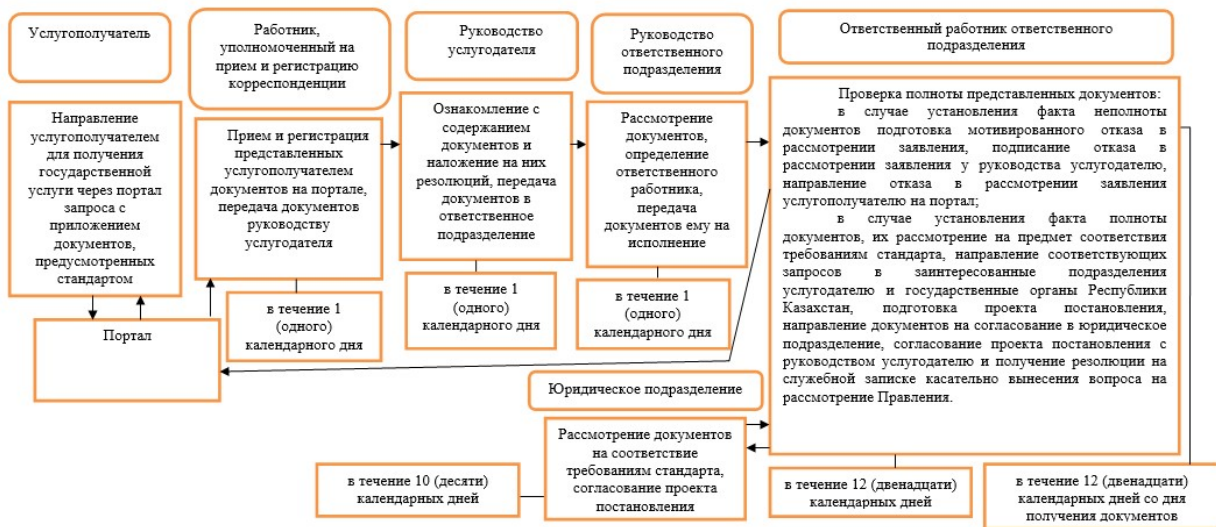 Услугополучатель
Работник,
уполномоченный на
прием и регистрацию
корреспонденции
Руководство
услугодателя
Руководство
ответственного
подразделения
Ответственный работник ответственного
подразделения
Направление
услугополучателем
для получения
государственной
услуги через портал
запроса с
приложением
документов,
предусмотренных
стандартом
Прием и регистрация
представленных
услугополучателем
документов на портале,
передача документов
руководству
услугодателя
Ознакомление с
содержанием
документов и
наложение на них
резолюций, передача
документов в
ответственное
подразделение
Рассмотрение
документов,
определение
ответственного
работника,
передача
документов ему на
исполнение
Проверка полноты представленных документов:
в случае установления факта неполноты
документов подготовка мотивированного отказа в
рассмотрении заявления, подписание отказа в
рассмотрении заявления у руководства услугодателю,
направление отказа в рассмотрении заявления
услугополучателю на портал;
в случае установления факта полноты
документов, их рассмотрение на предмет соответствия
требованиям стандарта, направление соответствующих
запросов в заинтересованные подразделения
услугодателю и государственные органы Республики
Казахстан, подготовка проекта постановления,
направление документов на согласование в юридическое
подразделение, согласование проекта постановления с
руководством услугодателю и получение резолюции на
служебной записке касательно вынесения вопроса на
рассмотрение Правления.
Портал
в течение 1
(одного)
календарного дня
в течение 1
(одного)
календарного дня
в течение 1
(одного)
календарного дня
Юридическое подразделение
Рассмотрение документов
на соответствие
требованиям стандарта,
согласование проекта
постановления
в течение 10 (десяти)
календарных дней
в течение 12 (двенадцати)
календарных дней
в течение 12 (двенадцати)
календарных дней со дня
получения документов